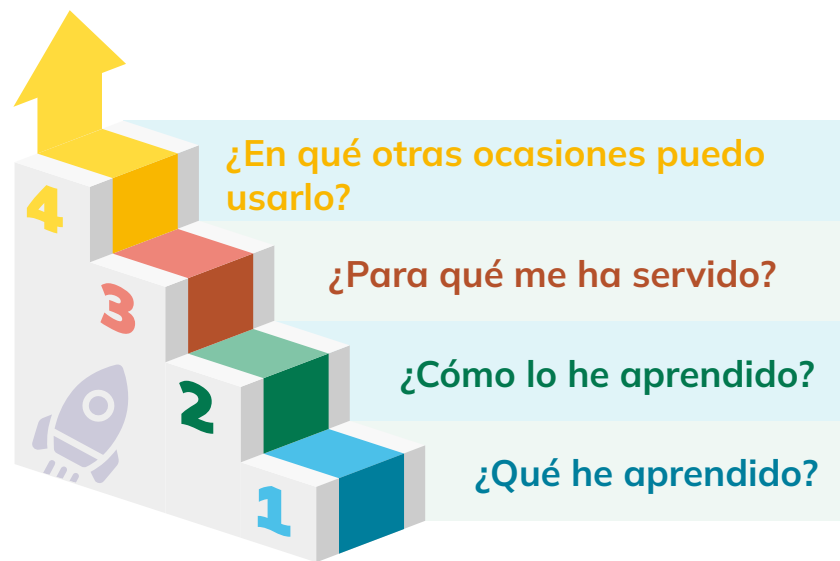 ¿En qué otras ocasiones puedo
usarlo?
4
¿Para qué me ha servido?
3
¿Cómo lo he aprendido?
2
¿Qué he aprendido?
1